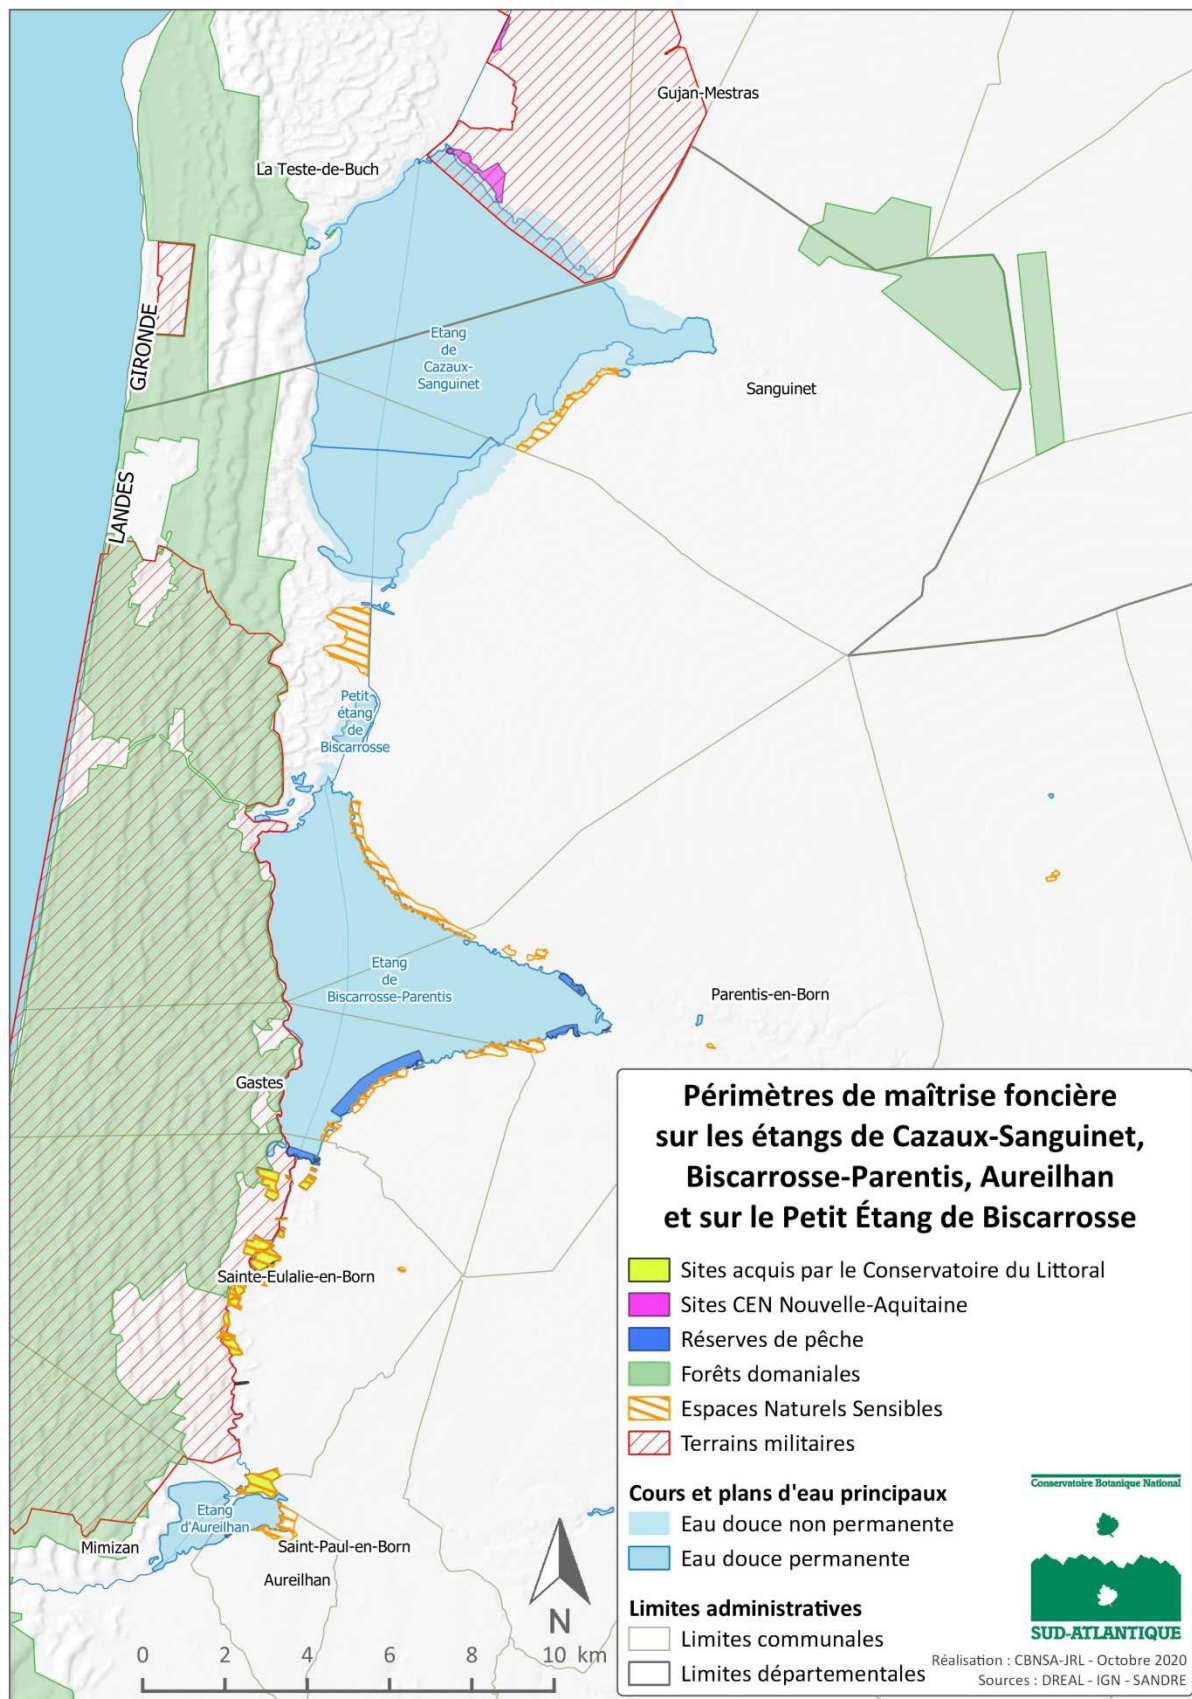 Gujan-Mestras
La Teste-de-Buch
GIRONDE
Etang
de
Cazaux-
Sanguinet
Sanguinet
LANDES
Petit
étang
de
Biscarrosse
Etang
de
Biscarrosse-Parentis
Parentis-en-Born
Gastes
Sainte-Eulalie-en-Born
Etang
d'Aureilhan
Mimizan
Saint-Paul-en-Born
Aureilhan
N
0 2 4 6 8 10 km
Périmètres de maîtrise foncière
sur les étangs de Cazaux-Sanguinet,
Biscarrosse-Parentis, Aureilhan
et sur le Petit Étang de Biscarrosse
Sites acquis par le Conservatoire du Littoral
Sites CEN Nouvelle-Aquitaine
Réserves de pêche
Forêts domaniales
Espaces Naturels Sensibles
Terrains militaires
Cours et plans d'eau principaux
Eau douce non permanente
Eau douce permanente
Limites administratives
Limites communales
Limites départementales
Conservatoire Botanique National
SUD-ATLANTIQUE
Réalisation : CBNSA-JRL - Octobre 2020
Sources : DREAL - IGN - SANDRE